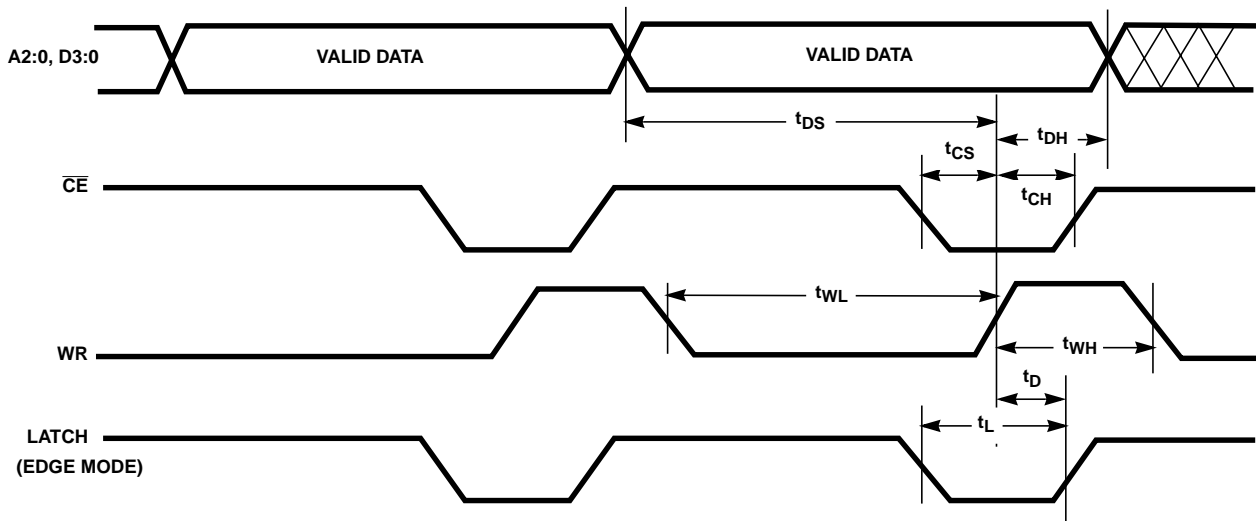 A2:0, D3:0
VALID DATA
VALID DATA
tDS
tDH
tCS
CE
tCH
tWL
WR
tWH
tD
LATCH
tL
(EDGE MODE)